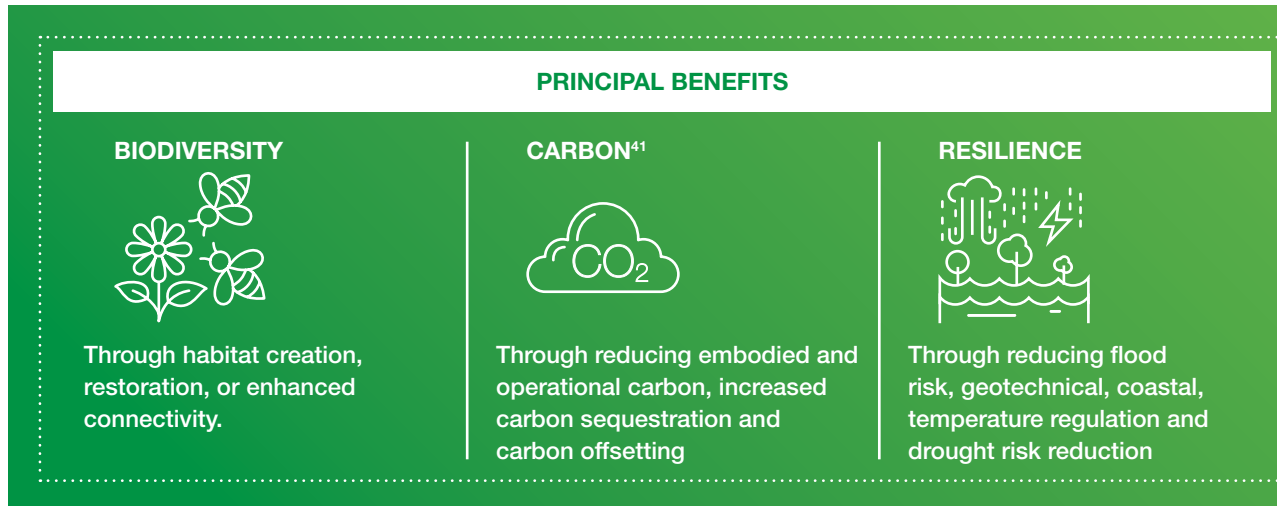 PRINCIPAL BENEFITS
BIODIVERSITY
Through habitat creation,
restoration, or enhanced
connectivity.
CARBON⁴¹
CO₂
Through reducing embodied and
operational carbon, increased
carbon sequestration and
carbon offsetting
RESILIENCE
Through reducing flood
risk, geotechnical, coastal,
temperature regulation and
drought risk reduction